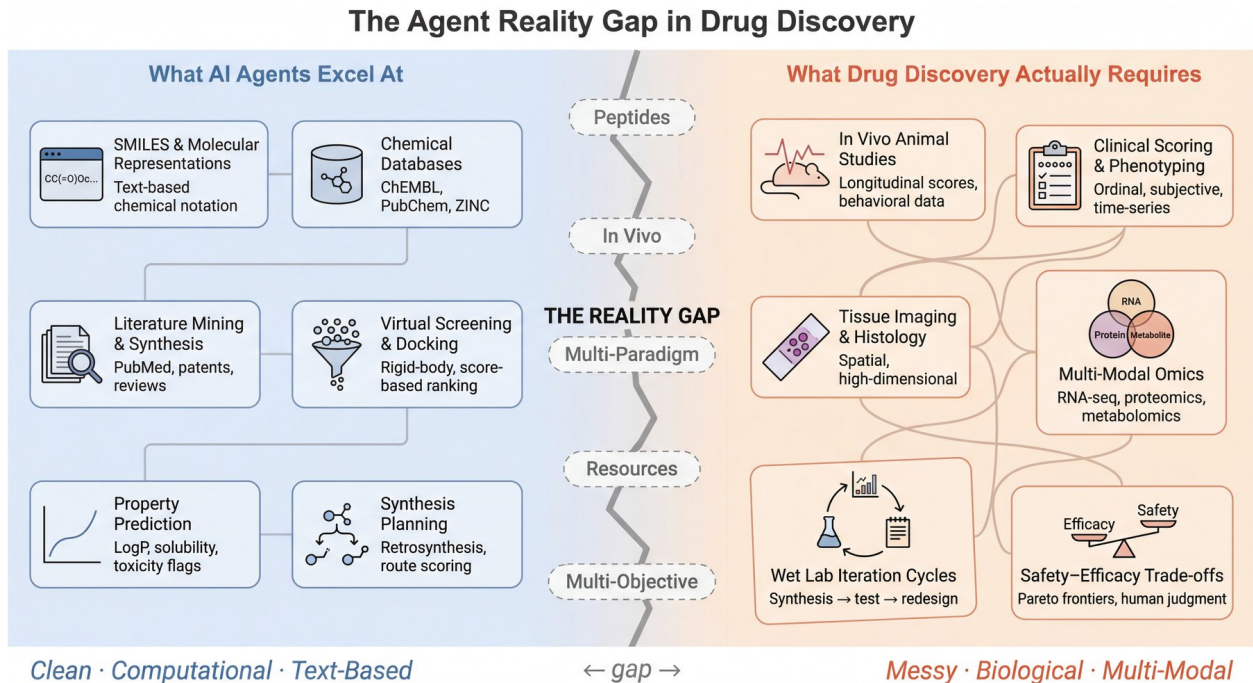 The Agent Reality Gap in Drug Discovery
What AI Agents Excel At
SMILES & Molecular
Representations
Text-based
chemical notation
CC(=O)Oc...
Chemical
Databases
ChEMBL,
PubChem, ZINC
Literature Mining
& Synthesis
PubMed, patents,
reviews
Virtual Screening
& Docking
Rigid-body, score-
based ranking
Property
Prediction
LogP, solubility,
toxicity flags
Synthesis
Planning
Retrosynthesis,
route scoring
Peptides
In Vivo
THE REALITY GAP
Multi-Paradigm
Resources
Multi-Objective
What Drug Discovery Actually Requires
In Vivo Animal
Studies
Longitudinal scores,
behavioral data
Clinical Scoring
& Phenotyping
Ordinal, subjective,
time-series
Tissue Imaging
& Histology
Spatial,
high-dimensional
RNA
Protein
Metabolite
Multi-Modal Omics
RNA-seq, proteomics,
metabolomics
Wet Lab Iteration Cycles
Synthesis → test → redesign
Efficacy
Safety
Safety–Efficacy Trade-offs
Pareto frontiers, human judgment
Clean · Computational · Text-Based
← gap →
Messy · Biological · Multi-Modal